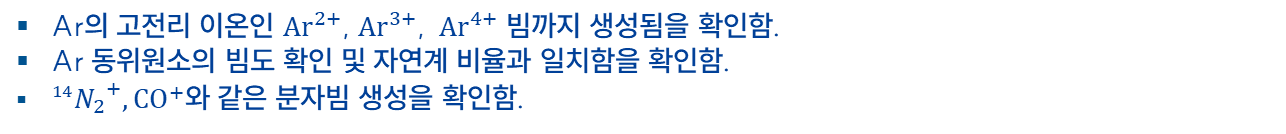 ▪ Ar의 고전리 이온인 Ar²⁺, Ar³⁺, Ar⁴⁺ 빔까지 생성됨을 확인함.
▪ Ar 동위원소의 빔도 확인 및 자연계 비율과 일치함을 확인함.
▪ ¹⁴N₂⁺, CO⁺와 같은 분자빔 생성을 확인함.